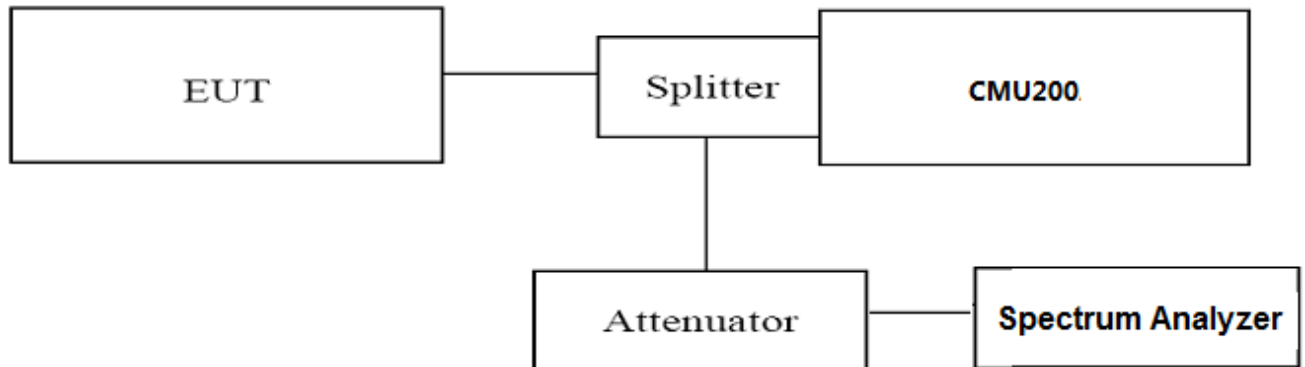 EUT
Splitter
CMU200
Attenuator
Spectrum Analyzer